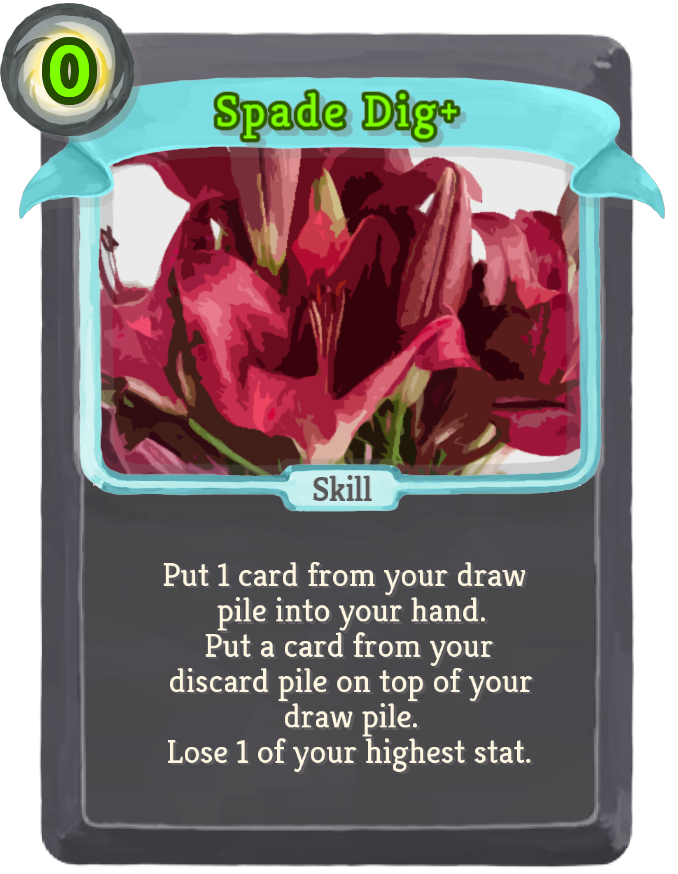 0
Spade Dig+
Skill
Put 1 card from your draw
pile into your hand.
Put a card from your
discard pile on top of your
draw pile.
Lose 1 of your highest stat.